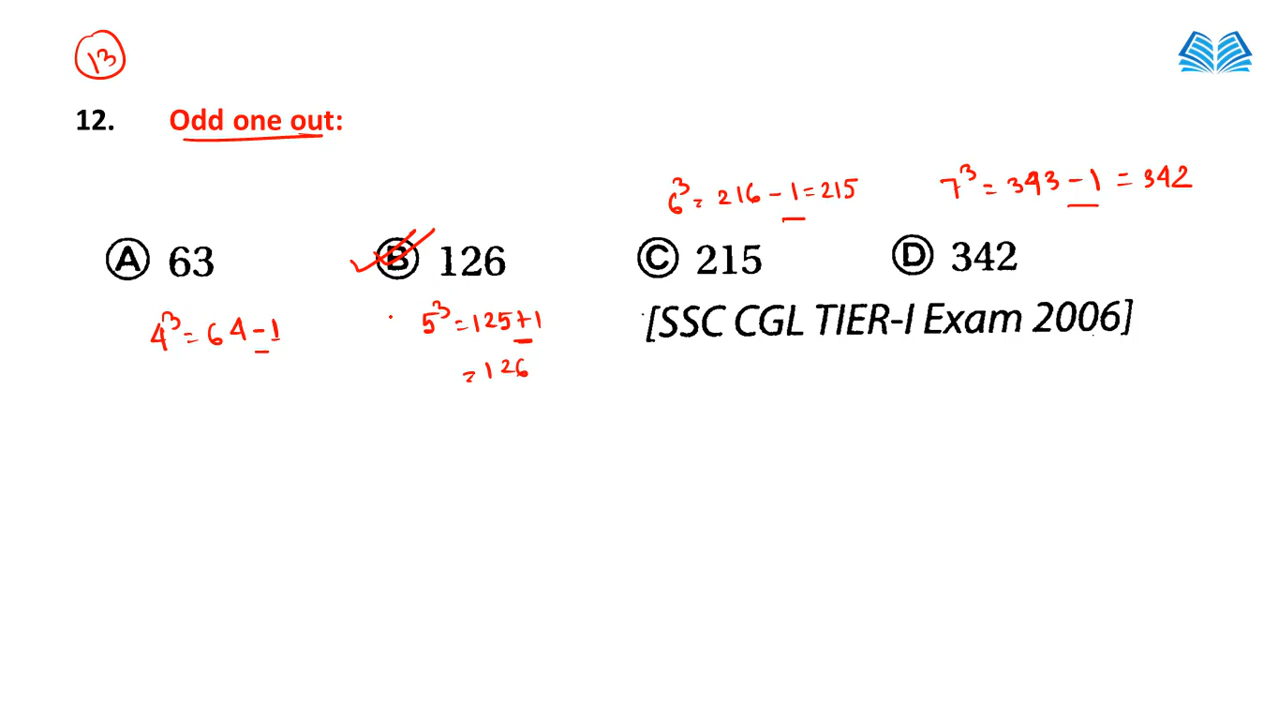 13
12. Odd one out:
6³ = 216 - 1 = 215
7³ = 343 - 1 = 342
A 63
B 126
C 215
D 342
4³ = 64 - 1
5³ = 125 + 1
= 126
[SSC CGL TIER-I Exam 2006]